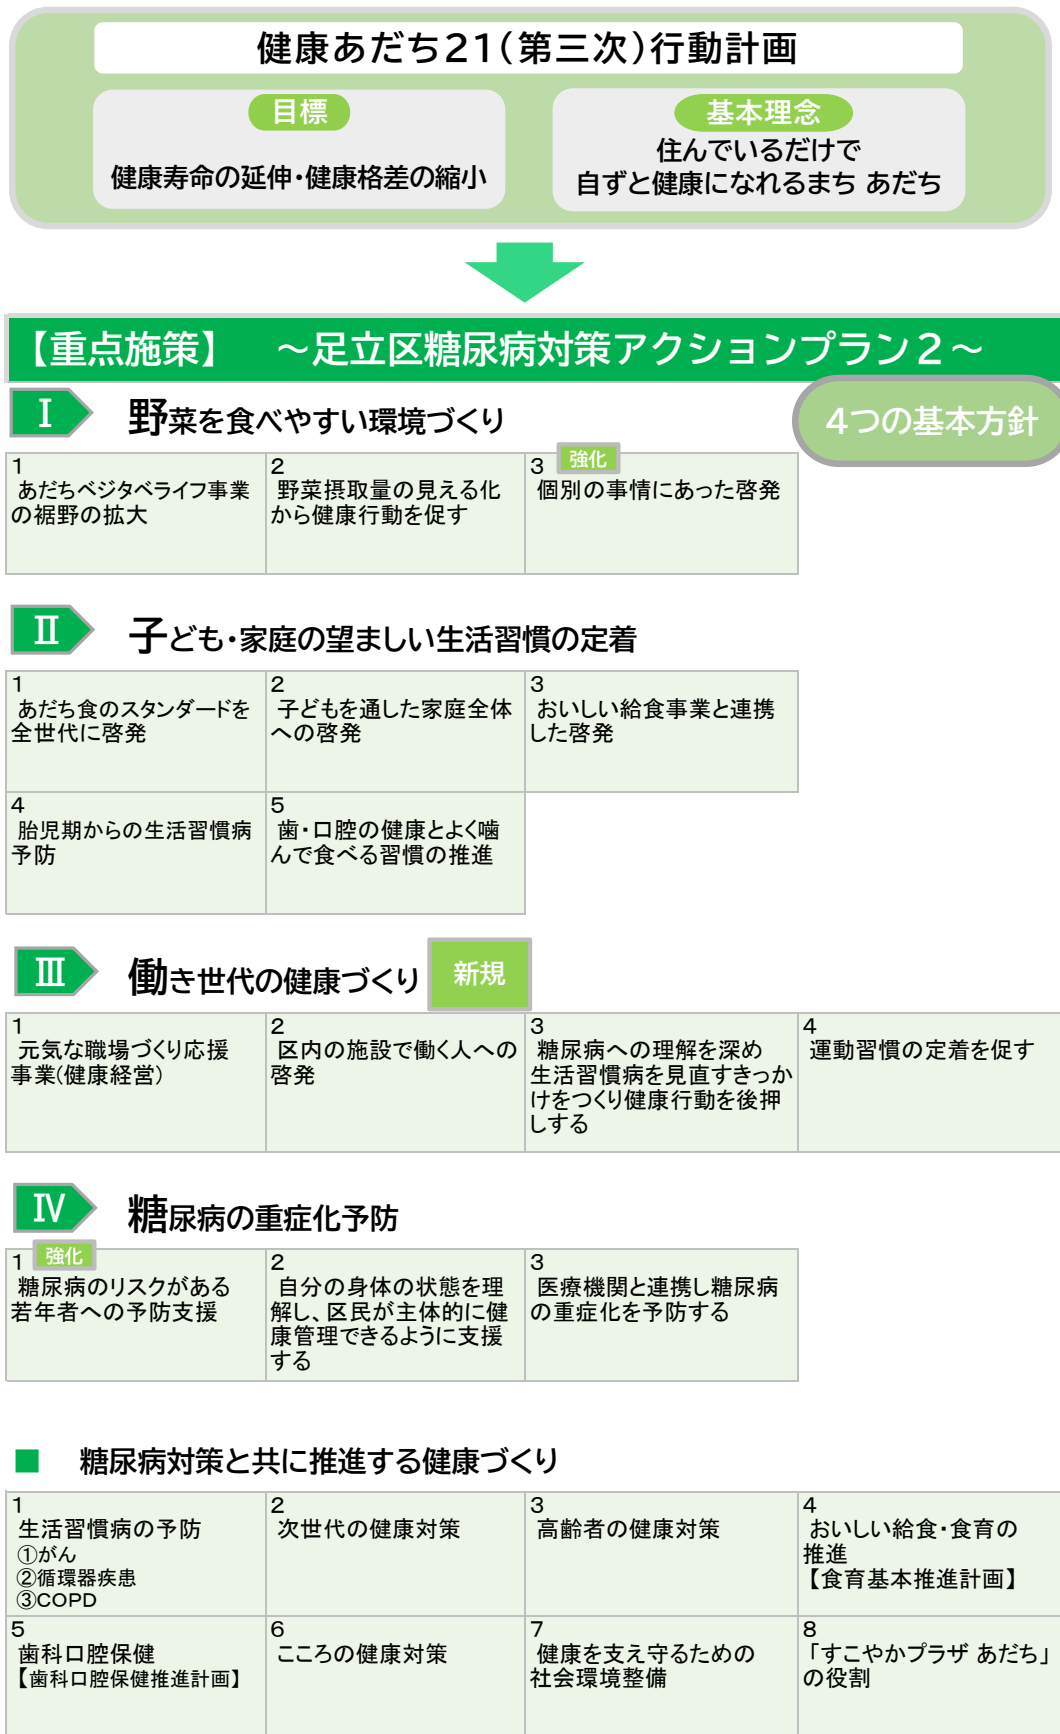 健康あだち21（第三次）行動計画
目標
健康寿命の延伸・健康格差の縮小
基本理念
住んでいるだけで
自ずと健康になれるまち あだち
【重点施策】　～足立区糖尿病対策アクションプラン２～
4つの基本方針
Ⅰ 野菜を食べやすい環境づくり
1
あだちベジタベライフ事業
の裾野の拡大
2
野菜摂取量の見える化
から健康行動を促す
3 強化
個別の事情にあった啓発
Ⅱ 子ども・家庭の望ましい生活習慣の定着
1
あだち食のスタンダードを
全世代に啓発
2
子どもを通した家庭全体
への啓発
3
おいしい給食事業と連携
した啓発
4
胎児期からの生活習慣病
予防
5
歯・口腔の健康とよく噛
んで食べる習慣の推進
Ⅲ 働き世代の健康づくり 新規
1
元気な職場づくり応援
事業(健康経営)
2
区内の施設で働く人への
啓発
3
糖尿病への理解を深め
生活習慣病を見直すきっか
けをつくり健康行動を後押
しする
4
運動習慣の定着を促す
Ⅳ 糖尿病の重症化予防
1 強化
糖尿病のリスクがある
若年者への予防支援
2
自分の身体の状態を理
解し、区民が主体的に健
康管理できるように支援
する
3
医療機関と連携し糖尿病
の重症化を予防する
■ 糖尿病対策と共に推進する健康づくり
1
生活習慣病の予防
①がん
②循環器疾患
③COPD
2
次世代の健康対策
3
高齢者の健康対策
4
おいしい給食・食育の
推進
【食育基本推進計画】
5
歯科口腔保健
【歯科口腔保健推進計画】
6
こころの健康対策
7
健康を支え守るための
社会環境整備
8
「すこやかプラザ あだち」
の役割